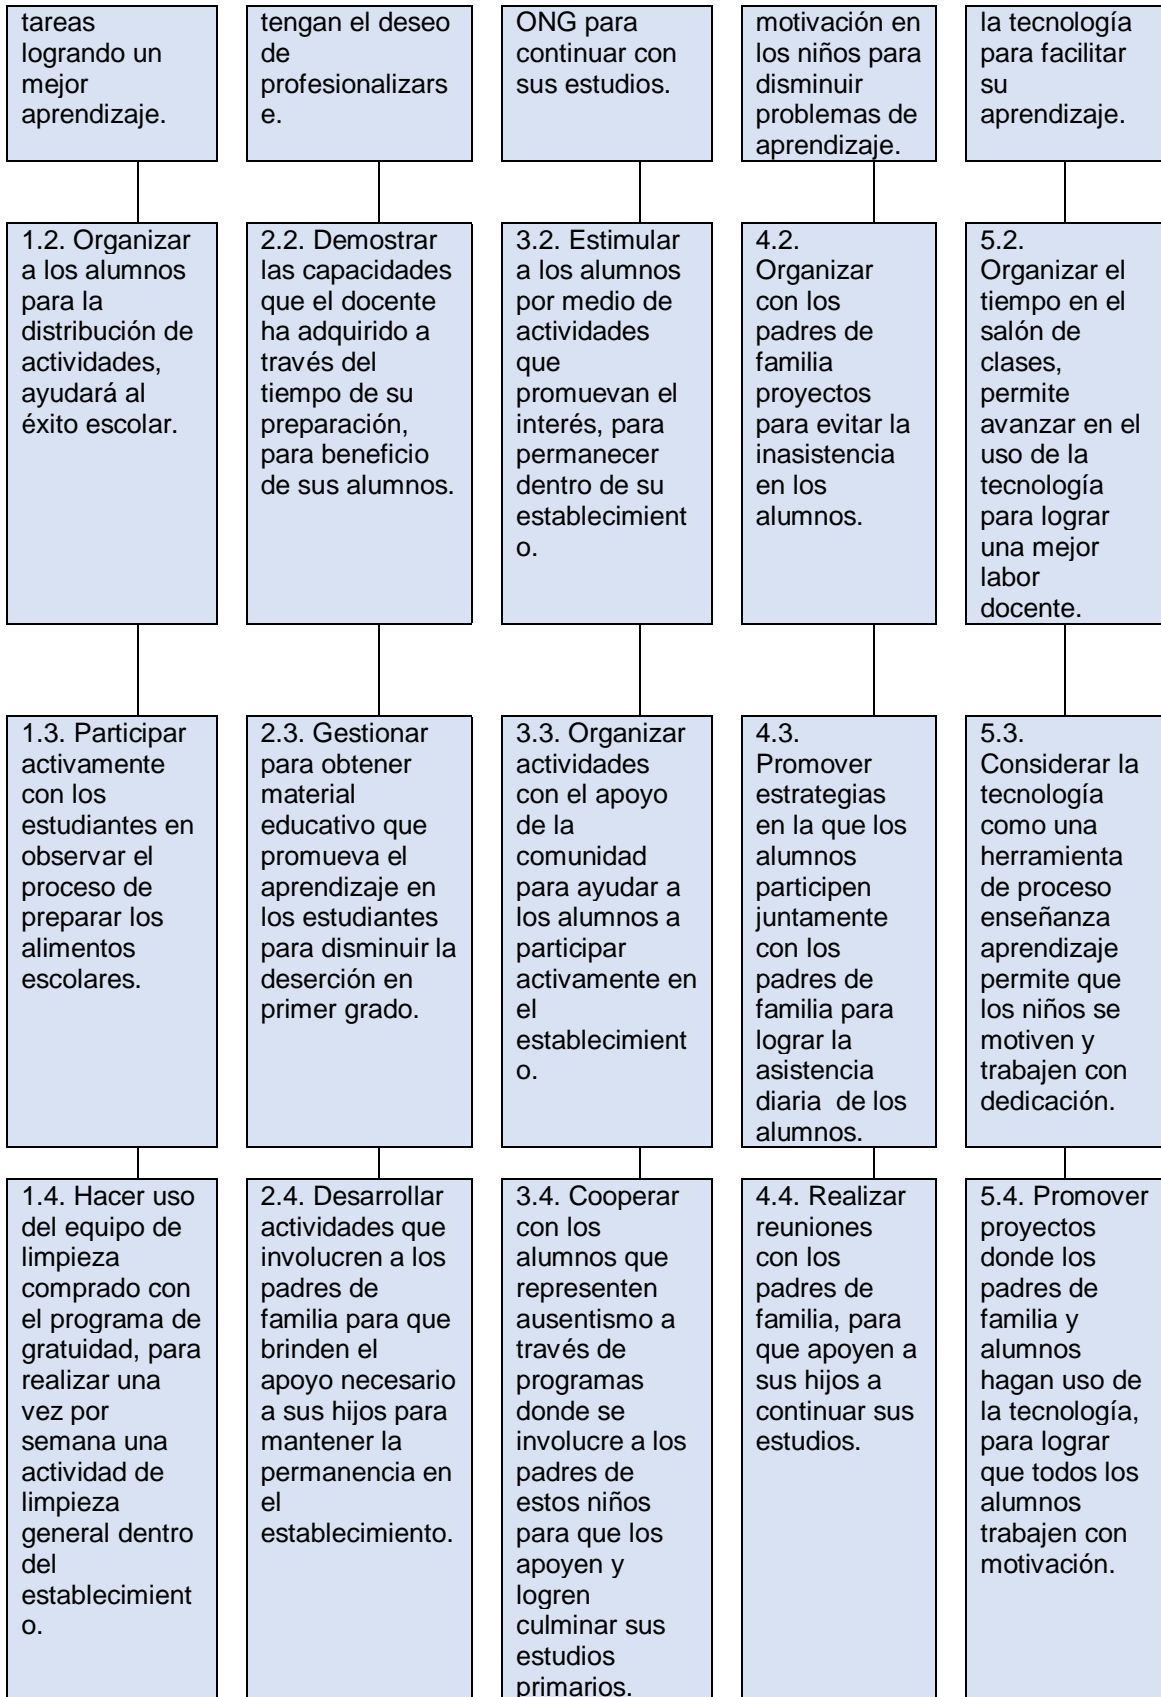 tareas
logrando un
mejor
aprendizaje.
tengan el deseo
de
profesionalizars
e.
ONG para
continuar con
sus estudios.
motivación en
los niños para
disminuir
problemas de
aprendizaje.
la tecnología
para facilitar
su
aprendizaje.
1.2. Organizar
a los alumnos
para la
distribución de
actividades,
ayudará al
éxito escolar.
2.2. Demostrar
las capacidades
que el docente
ha adquirido a
través del
tiempo de su
preparación,
para beneficio
de sus alumnos.
3.2. Estimular
a los alumnos
por medio de
actividades
que
promuevan el
interés, para
permanecer
dentro de su
establecimient
o.
4.2.
Organizar
con los
padres de
familia
proyectos
para evitar la
inasistencia
en los
alumnos.
5.2.
Organizar el
tiempo en el
salón de
clases,
permite
avanzar en el
uso de la
tecnología
para lograr
una mejor
labor
docente.
1.3. Participar
activamente
con los
estudiantes en
observar el
proceso de
preparar los
alimentos
escolares.
2.3. Gestionar
para obtener
material
educativo que
promueva el
aprendizaje en
los estudiantes
para disminuir la
deserción en
primer grado.
3.3. Organizar
actividades
con el apoyo
de la
comunidad
para ayudar a
los alumnos a
participar
activamente en
el
establecimient
o.
4.3.
Promover
estrategias
en la que los
alumnos
participen
juntamente
con los
padres de
familia para
lograr la
asistencia
diaria  de los
alumnos.
5.3.
Considerar la
tecnología
como una
herramienta
de proceso
enseñanza
aprendizaje
permite que
los niños se
motiven y
trabajen con
dedicación.
1.4. Hacer uso
del equipo de
limpieza
comprado con
el programa de
gratuidad, para
realizar una
vez por
semana una
actividad de
limpieza
general dentro
del
establecimient
o.
2.4. Desarrollar
actividades que
involucren a los
padres de
familia para que
brinden el
apoyo necesario
a sus hijos para
mantener la
permanencia en
el
establecimiento.
3.4. Cooperar
con los
alumnos que
representen
ausentismo a
través de
programas
donde se
involucre a los
padres de
estos niños
para que los
apoyen y
logren
culminar sus
estudios
primarios.
4.4. Realizar
reuniones
con los
padres de
familia, para
que apoyen a
sus hijos a
continuar sus
estudios.
5.4. Promover
proyectos
donde los
padres de
familia y
alumnos
hagan uso de
la tecnología,
para lograr
que todos los
alumnos
trabajen con
motivación.